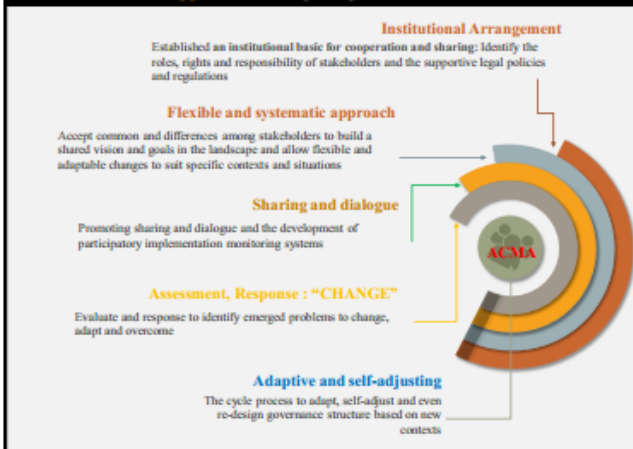 Institutional Arrangement
Established an institutional basic for cooperation and sharing: Identify the
roles, rights and responsibility of stakeholders and the supportive legal policies
and regulations
Flexible and systematic approach
Accept common and differences among stakeholders to build a
shared vision and goals in the landscape and allow flexible and
adaptable changes to suit specific contexts and situations
Sharing and dialogue
Promoting sharing and dialogue and the development of
participatory implementation monitoring systems
ACMA
Assessment, Response : “CHANGE”
Evaluate and response to identify emerged problems to change,
adapt and overcome
Adaptive and self-adjusting
The cycle process to adapt, self-adjust and even
re-design governance structure based on new
contexts